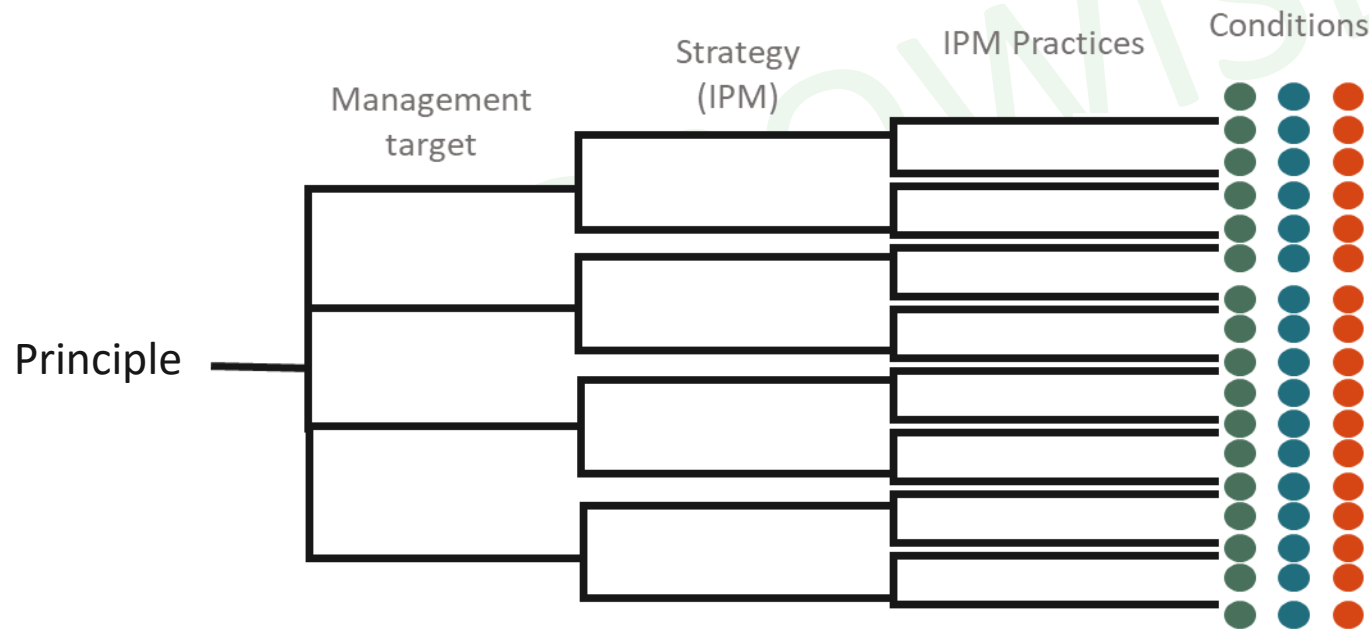 Conditions
IPM Practices
Strategy
(IPM)
Management
target
Principle